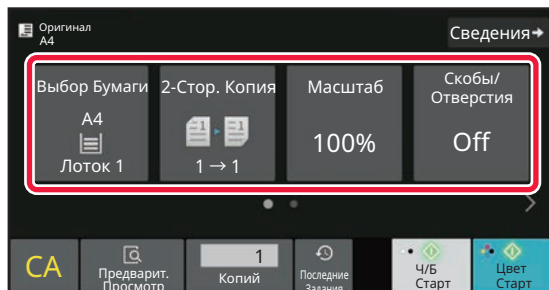 Оригинал
A4
Сведения
Выбор Бумаги
A4
Лоток 1
2-Стор. Копия
1 → 1
Масштаб
100%
Скобы/
Отверстия
Off
CA
Предварит.
Просмотр
1
Копий
Последние
Задания
Ч/Б
Старт
Цвет
Старт